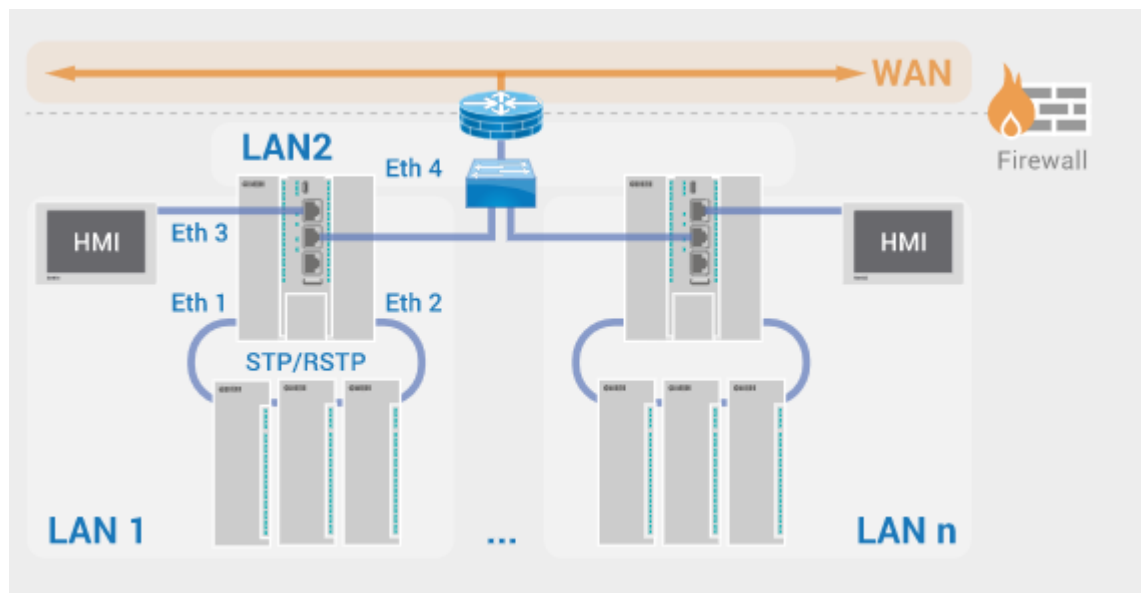 WAN
Firewall
LAN2
Eth 4
HMI
Eth 3
HMI
Eth 1
Eth 2
STP/RSTP
LAN 1
...
LAN n